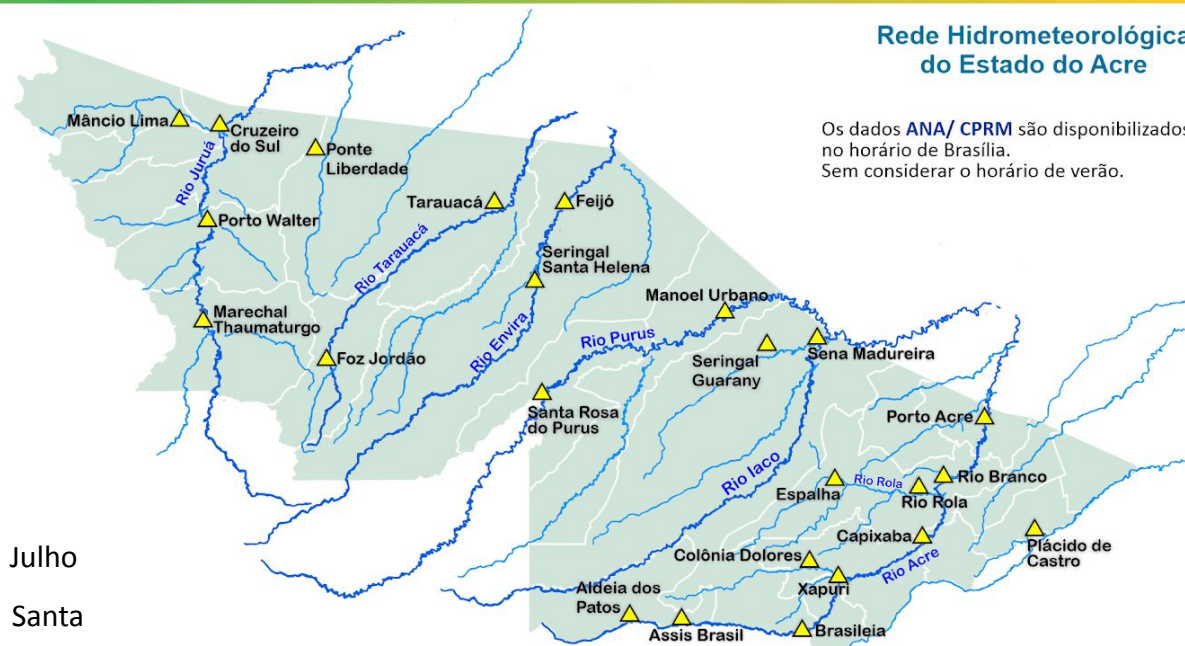 Rede Hidrometeorológica
do Estado do Acre
Os dados ANA/ CPRM são disponibilizados
no horário de Brasília.
Sem considerar o horário de verão.
Mâncio Lima
Cruzeiro
do Sul
Ponte
Liberdade
Rio Juruá
Porto Walter
Tarauacá
Feijó
Rio Tarauacá
Seringal
Santa Helena
Manoel Urbano
Marechal
Thaumaturgo
Foz Jordão
Rio Envira
Rio Purus
Seringal
Guarany
Sena Madureira
Santa Rosa
do Purus
Porto Acre
Rio Iaco
Espalha
Rio Rola
Rio Rola
Rio Branco
Capixaba
Plácido de
Castro
Colônia Dolores
Rio Acre
Xapuri
Aldeia dos
Patos
Assis Brasil
Brasileia
Julho
Santa